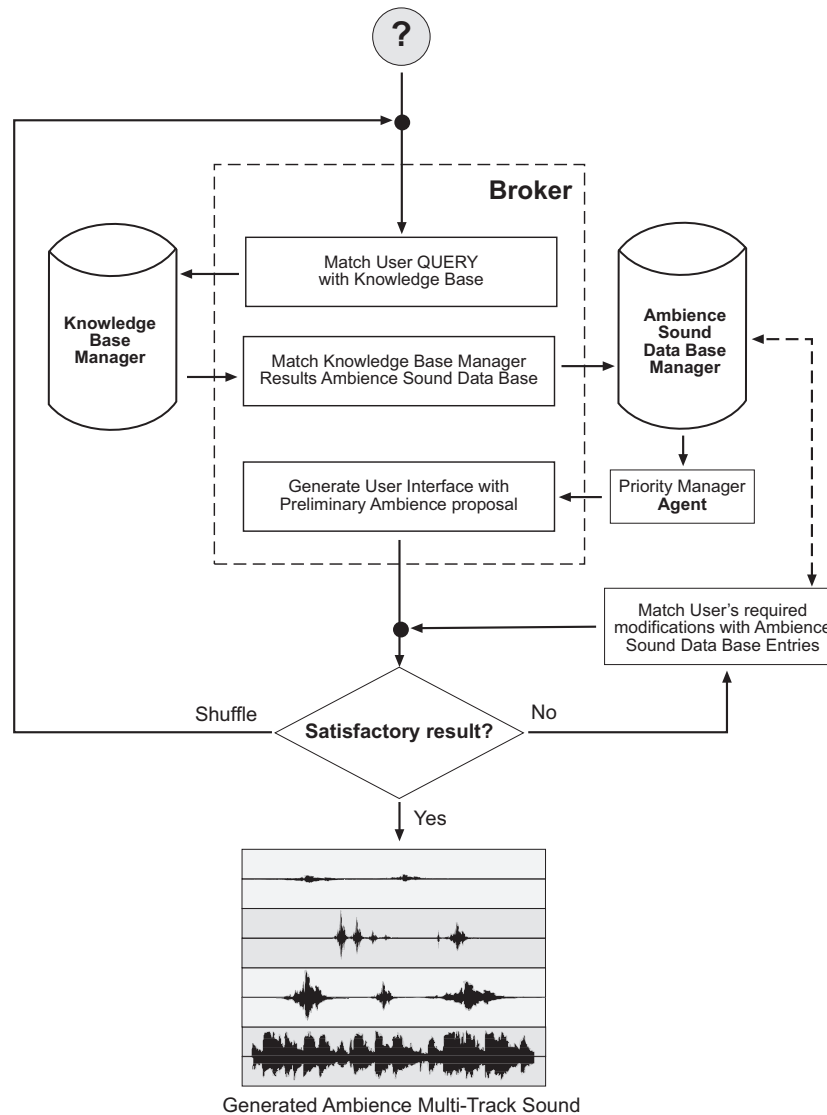 ?
Broker
Match User QUERY
with Knowledge Base
Knowledge
Base
Manager
Ambience
Sound
Data Base
Manager
Match Knowledge Base Manager
Results Ambience Sound Data Base
Generate User Interface with
Preliminary Ambience proposal
Priority Manager
Agent
Match User's required
modifications with Ambience
Sound Data Base Entries
Shuffle
Satisfactory result?
No
Yes
Generated Ambience Multi-Track Sound